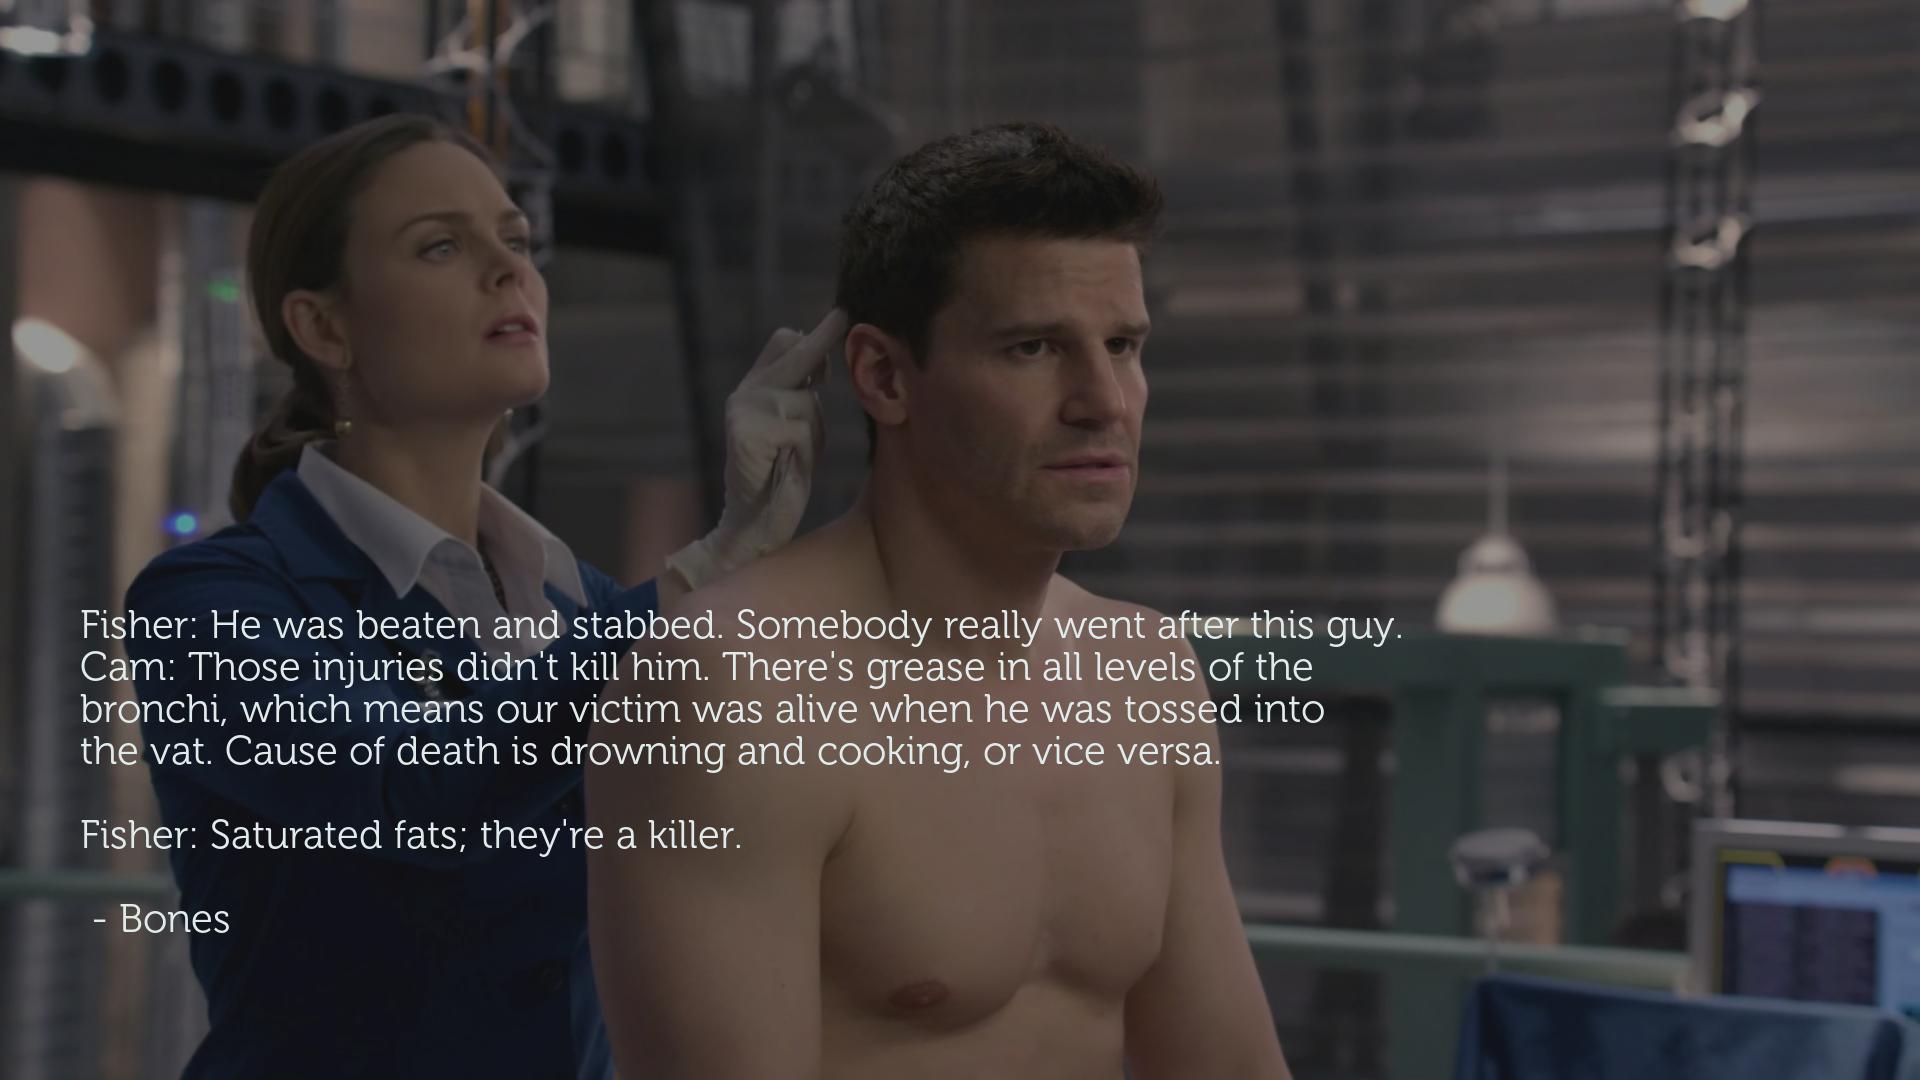 Fisher: He was beaten and stabbed. Somebody really went after this guy.
Cam: Those injuries didn't kill him. There's grease in all levels of the
bronchi, which means our victim was alive when he was tossed into
the vat. Cause of death is drowning and cooking, or vice versa.
Fisher: Saturated fats; they're a killer.
- Bones